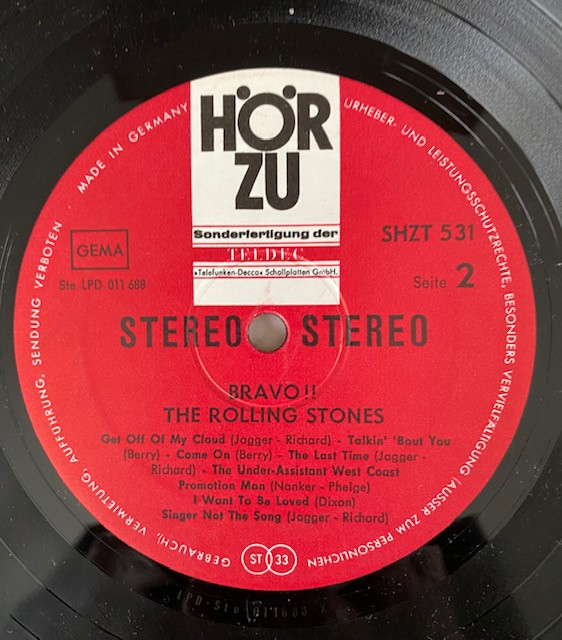 HÖR
ZU
Sonderfertigung der
TELDEC
»Telefunken-Decca« Schallplatten GmbH.
MADE IN GERMANY
URHEBER- UND LEISTUNGSSCHUTZRECHTE, BESONDERS VERVIELFÄLTIGUNG (AUSSER ZUM PERSÖNLICHEN GEBRAUCH), VERMIETUNG, AUFFÜHRUNG, SENDUNG VERBOTEN
GEMA
Ste LPD 011 688
SHZT 531
Seite 2
STEREO STEREO
BRAVO!!
THE ROLLING STONES
Get Off Of My Cloud (Jagger - Richard) - Talkin' 'Bout You
(Berry) - Come On (Berry) - The Last Time (Jagger -
Richard) - The Under-Assistant West Coast
Promotion Man (Nanker - Phelge)
I Want To Be Loved (Dixon)
Singer Not The Song (Jagger - Richard)
ST 33